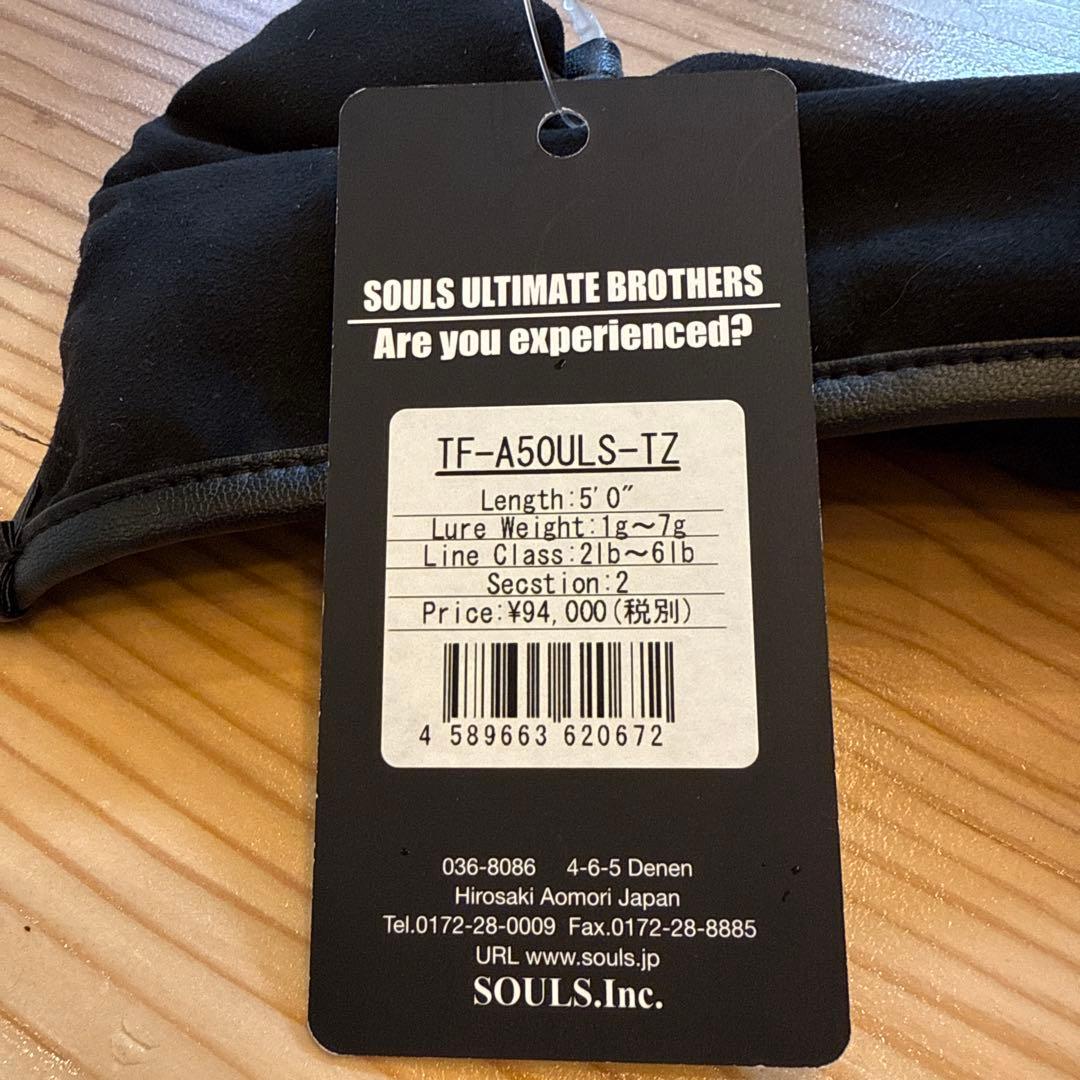 SOULS ULTIMATE BROTHERS
Are you experienced?
TF-A50ULS-TZ
Length:5'0"
Lure Weight:1g～7g
Line Class:2lb～6lb
Secstion:2
Price:¥94,000(税別)
4 589663 620672
036-8086 4-6-5 Denen
Hirosaki Aomori Japan
Tel.0172-28-0009 Fax.0172-28-8885
URL www.souls.jp
SOULS.Inc.